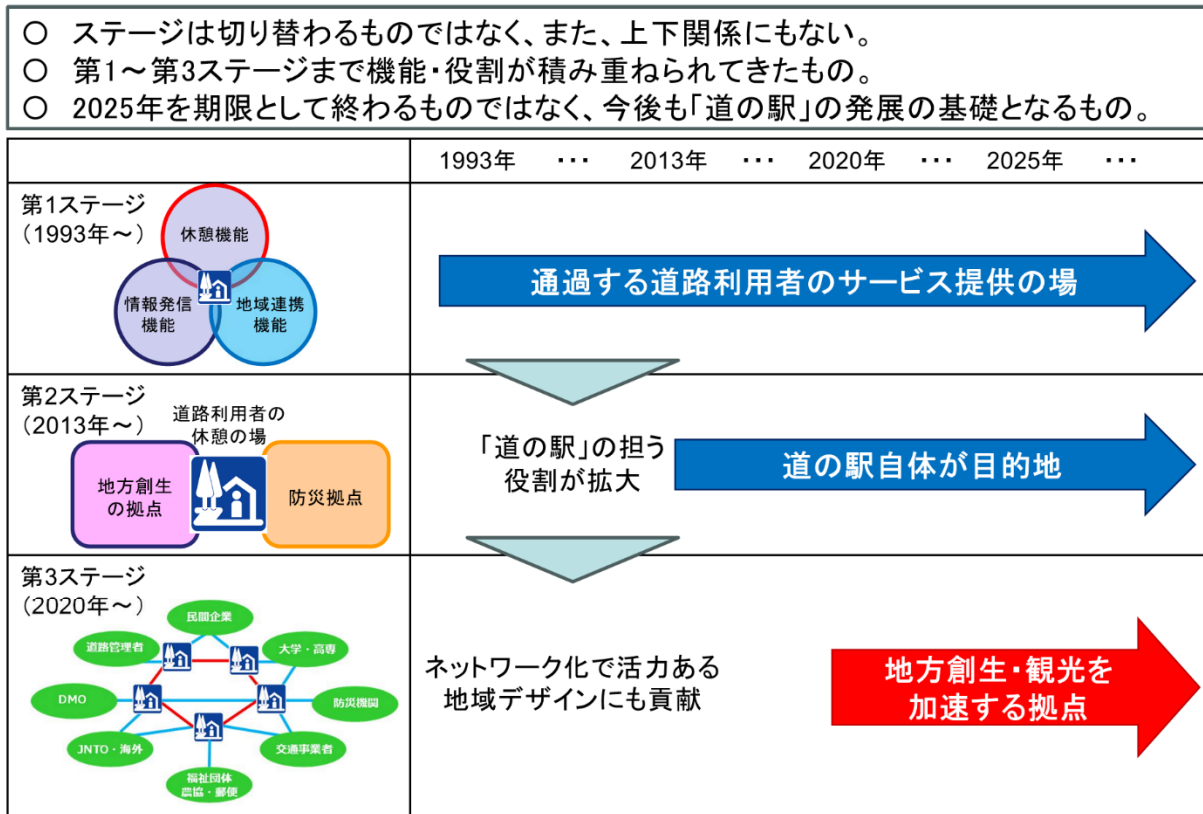 ○ ステージは切り替わるものではなく、また、上下関係にもない。
○ 第1～第3ステージまで機能・役割が積み重ねられてきたもの。
○ 2025年を期限として終わるものではなく、今後も「道の駅」の発展の基礎となるもの。
1993年 ・・・ 2013年 ・・・ 2020年 ・・・ 2025年 ・・・
第1ステージ
（1993年～）
休憩機能
情報発信
機能
地域連携
機能
通過する道路利用者のサービス提供の場
第2ステージ
（2013年～）
道路利用者の
休憩の場
地方創生
の拠点
防災拠点
「道の駅」の担う
役割が拡大
道の駅自体が目的地
第3ステージ
（2020年～）
民間企業
道路管理者
大学・高専
DMO
防災機関
JNTO・海外
交通事業者
福祉団体
農協・郵便
ネットワーク化で活力ある
地域デザインにも貢献
地方創生・観光を
加速する拠点